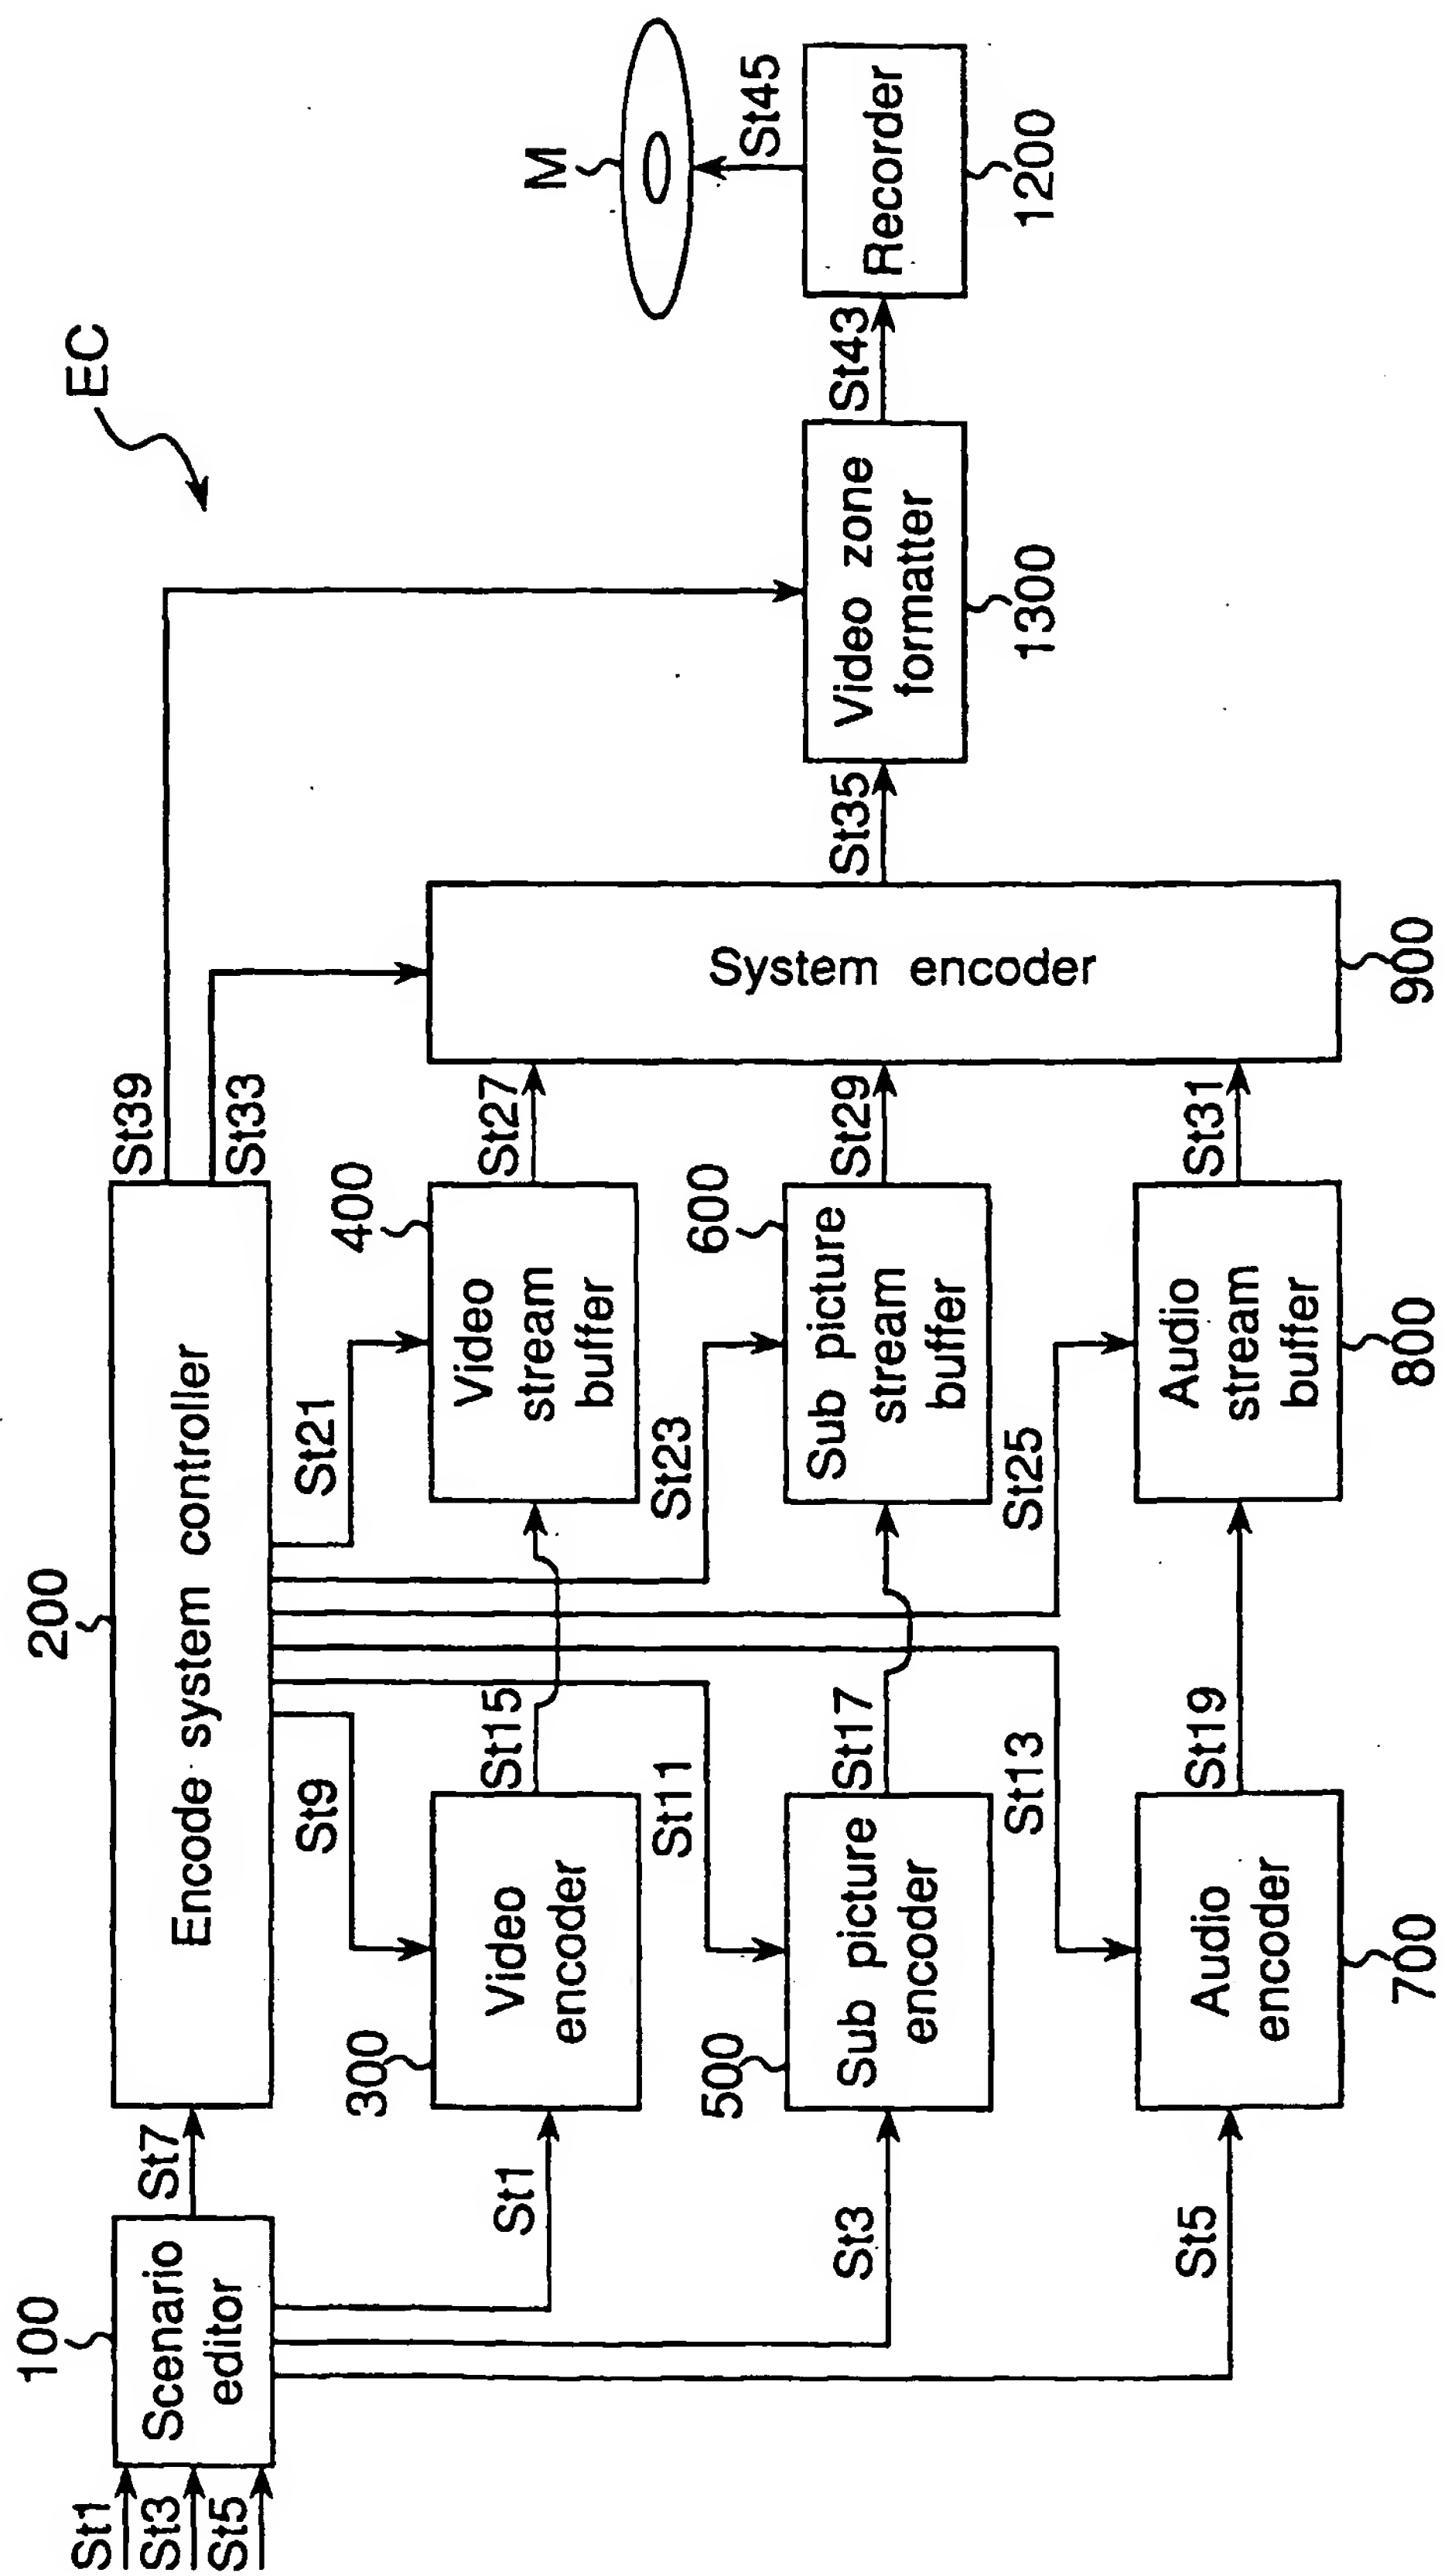 EC
St1
St3
St5
100
Scenario
editor
St7
200
Encode system controller
St39
St33
St9
St21
St11
St23
St13
St25
St1
300
Video
encoder
St15
400
Video
stream
buffer
St27
St3
500
Sub picture
encoder
St17
600
Sub picture
stream
buffer
St29
St5
Audio
encoder
700
St19
Audio
stream
buffer
800
St31
System encoder
900
St35
Video zone
formatter
1300
St43
Recorder
1200
St45
M